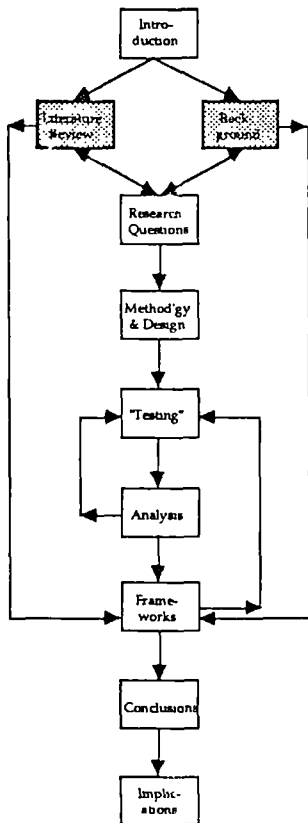 Intro-
duction
Literature
Review
Back
ground
Research
Questions
Method'gy
& Design
"Testing"
Analysis
Frame-
works
Conclusions
Implic-
ations